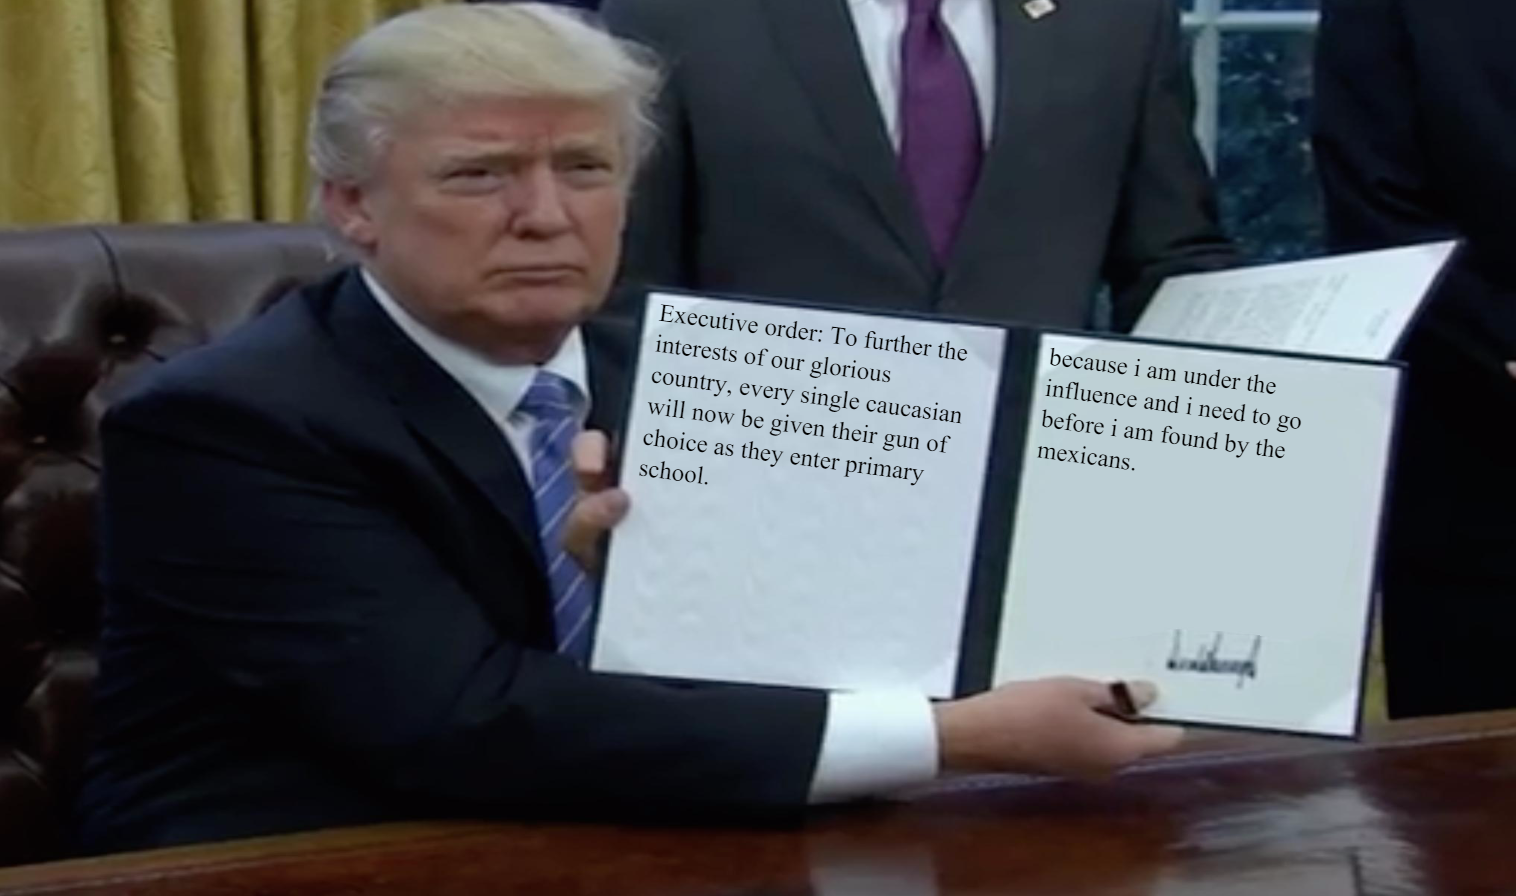 Executive order: To further the
interests of our glorious
country, every single caucasian
will now be given their gun of
choice as they enter primary
school.
because i am under the
influence and i need to go
before i am found by the
mexicans.